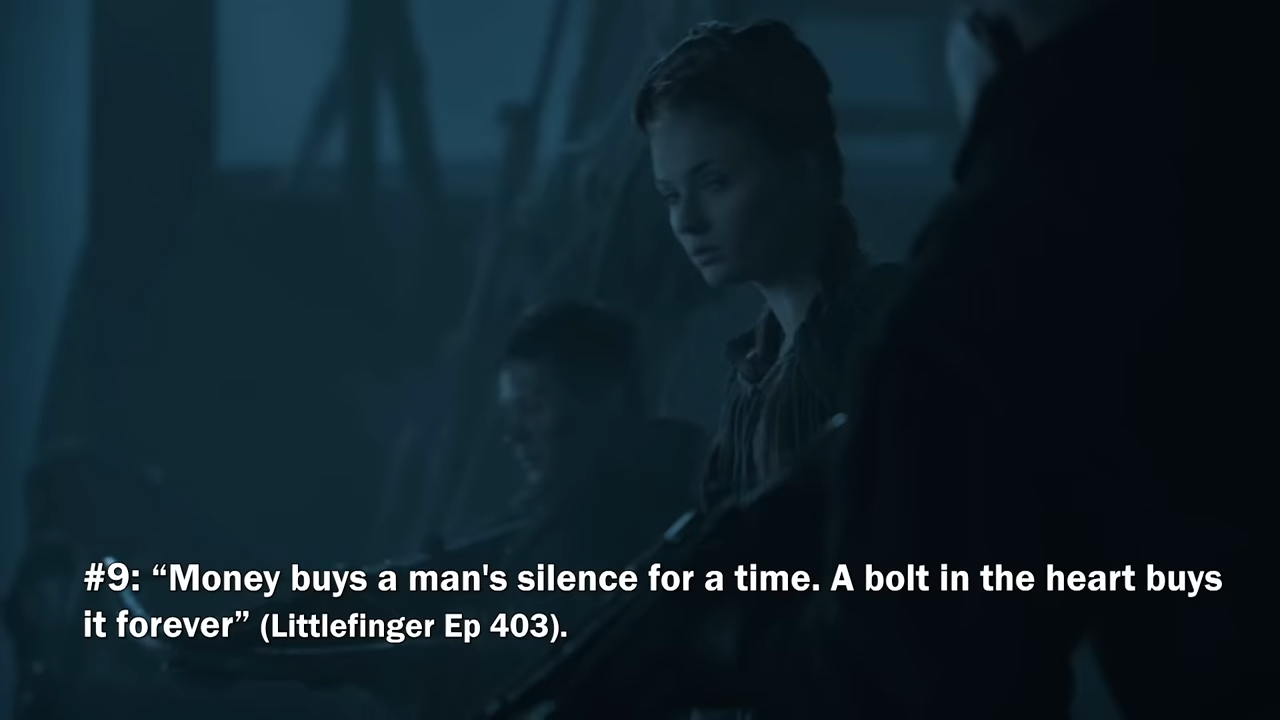 #9: “Money buys a man's silence for a time. A bolt in the heart buys
it forever” (Littlefinger Ep 403).